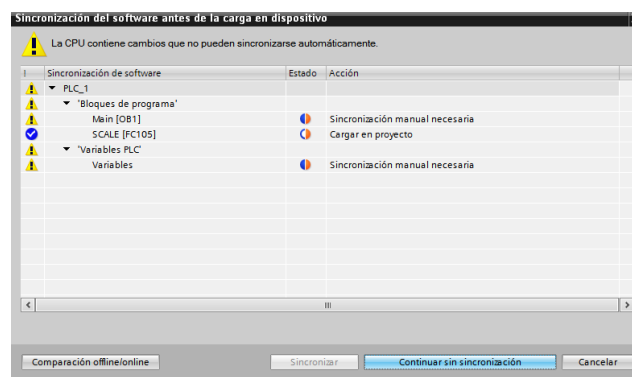 Sincronización del software antes de la carga en dispositivo
La CPU contiene cambios que no pueden sincronizarse automáticamente.
! Sincronización de software Estado Acción
PLC_1
'Bloques de programa'
Main [OB1] Sincronización manual necesaria
SCALE [FC105] Cargar en proyecto
'Variables PLC'
Variables Sincronización manual necesaria
Comparación offline/online Sincronizar Continuar sin sincronización Cancelar